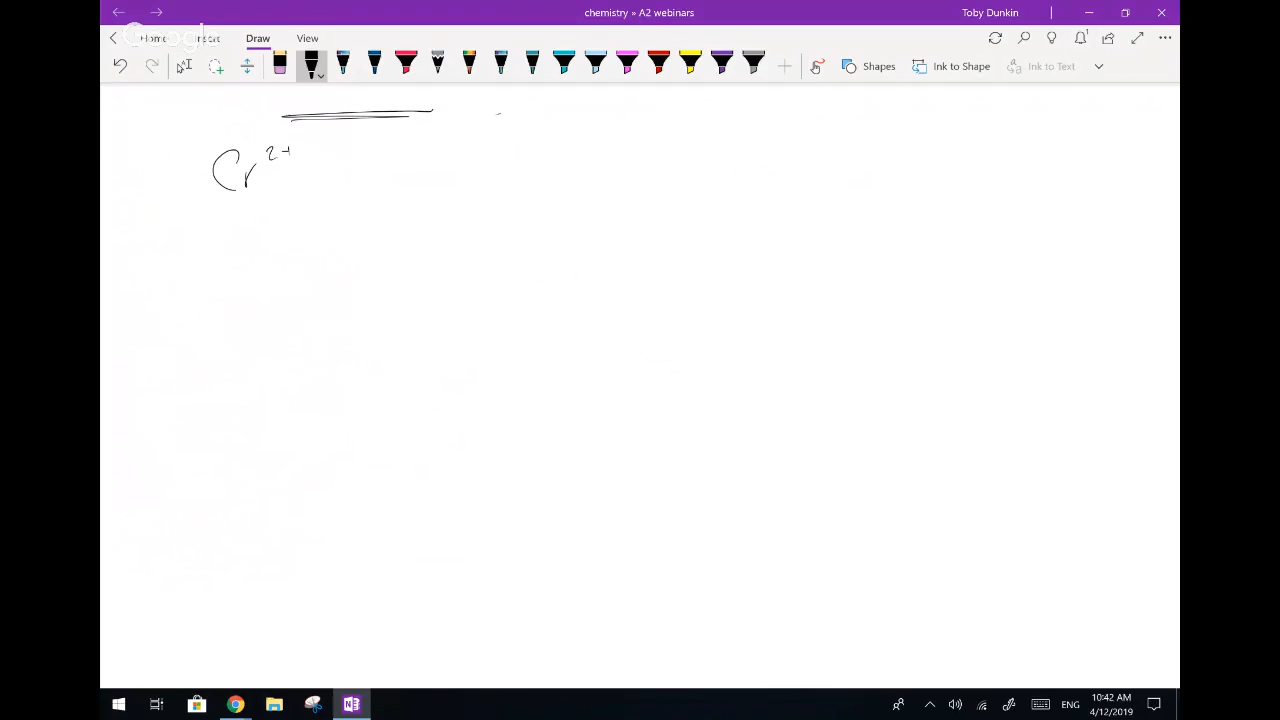 chemistry » A2 webinars
Toby Dunkin
Google
Home
Insert
Draw
View
Shapes
Ink to Shape
Ink to Text
Cr²⁺
ENG
10:42 AM
4/12/2019